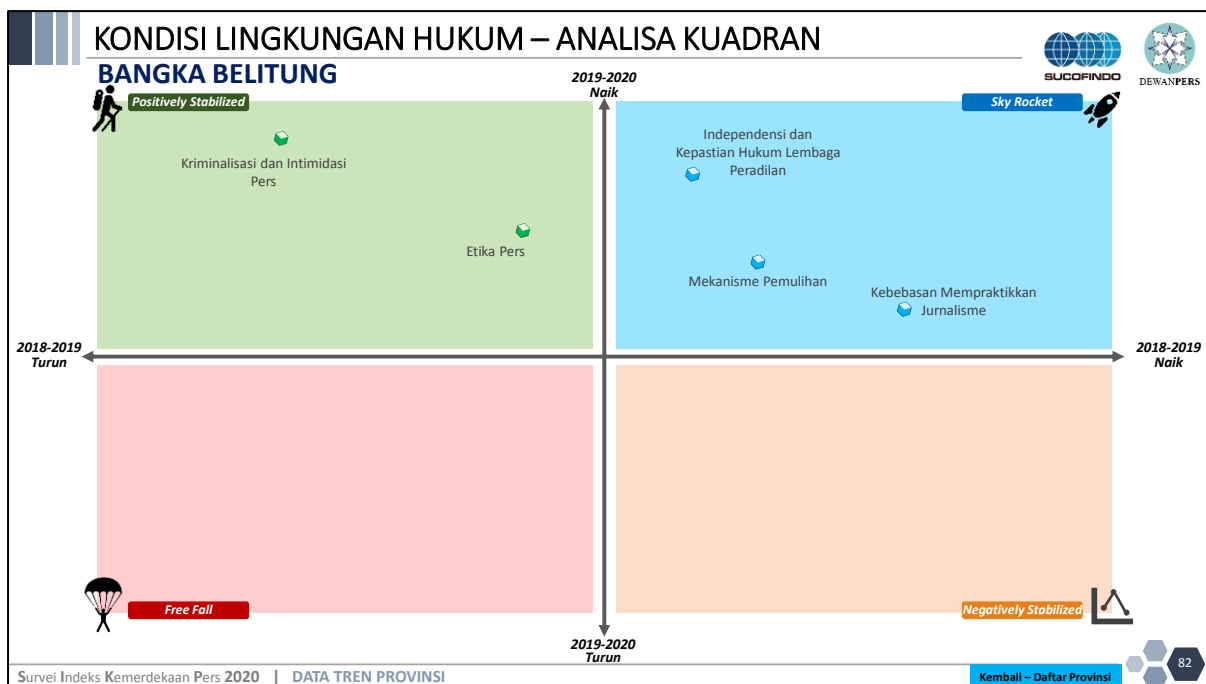 KONDISI LINGKUNGAN HUKUM – ANALISA KUADRAN
BANGKA BELITUNG
SUCOFINDO
DEWANPERS
2019-2020
Naik
Positively Stabilized
Sky Rocket
Kriminalisasi dan Intimidasi
Pers
Etika Pers
Independensi dan
Kepastian Hukum Lembaga
Peradilan
Mekanisme Pemulihan
Kebebasan Mempraktikkan
Jurnalisme
2018-2019
Turun
2018-2019
Naik
Free Fall
Negatively Stabilized
2019-2020
Turun
Survei Indeks Kemerdekaan Pers 2020 | DATA TREN PROVINSI
Kembali – Daftar Provinsi
82